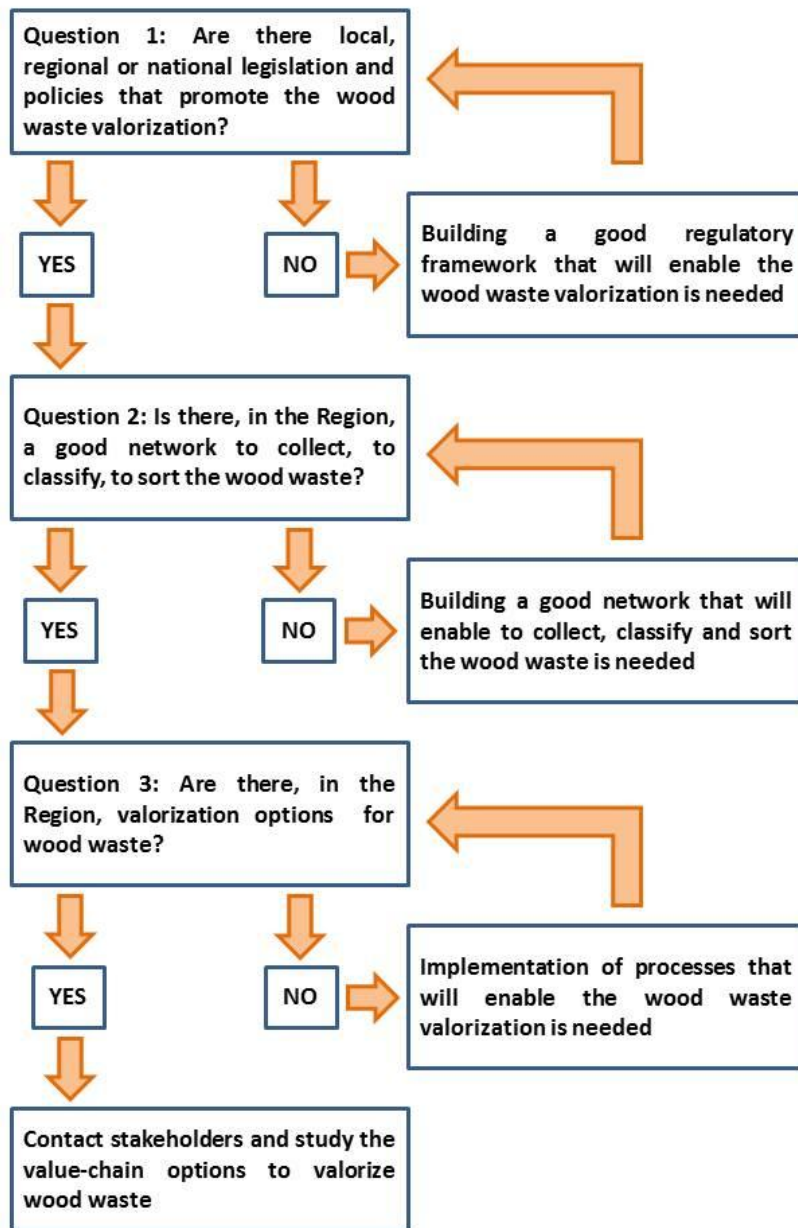 Question 1: Are there local,
regional or national legislation and
policies that promote the wood
waste valorization?
YES
NO
Building a good regulatory
framework that will enable the
wood waste valorization is needed
Question 2: Is there, in the Region,
a good network to collect, to
classify, to sort the wood waste?
YES
NO
Building a good network that will
enable to collect, classify and sort
the wood waste is needed
Question 3: Are there, in the
Region, valorization options for
wood waste?
YES
NO
Implementation of processes that
will enable the wood waste
valorization is needed
Contact stakeholders and study the
value-chain options to valorize
wood waste